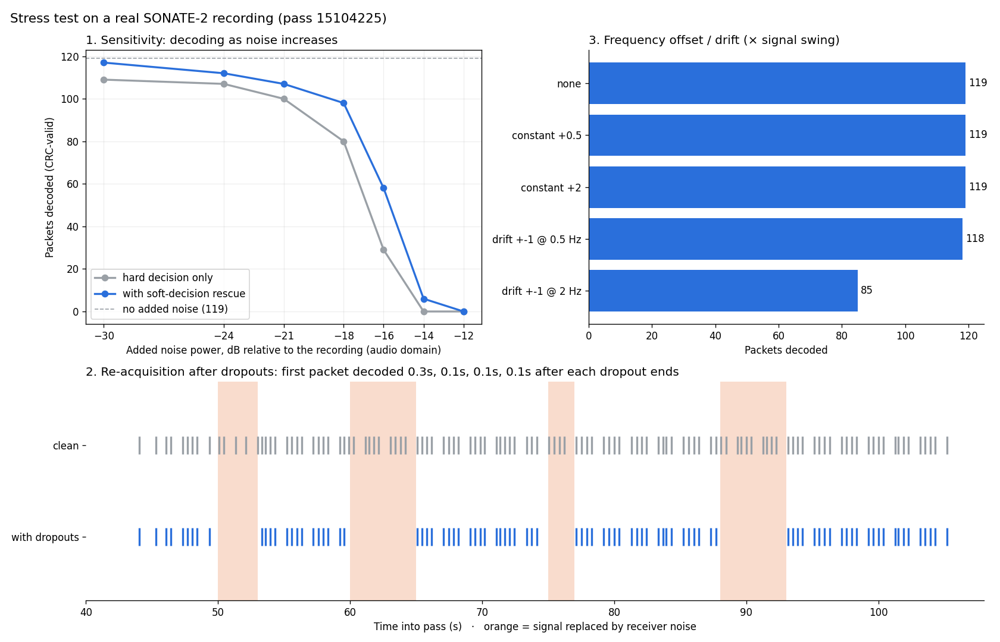 Stress test on a real SONATE-2 recording (pass 15104225)
1. Sensitivity: decoding as noise increases
120
100
80
60
40
20
0
Packets decoded (CRC-valid)
hard decision only
with soft-decision rescue
no added noise (119)
−30 −24 −21 −18 −16 −14 −12
Added noise power, dB relative to the recording (audio domain)
3. Frequency offset / drift (× signal swing)
none 119
constant +0.5 119
constant +2 119
drift +-1 @ 0.5 Hz 118
drift +-1 @ 2 Hz 85
0 20 40 60 80 100 120
Packets decoded
2. Re-acquisition after dropouts: first packet decoded 0.3s, 0.1s, 0.1s, 0.1s after each dropout ends
clean
with dropouts
40 50 60 70 80 90 100
Time into pass (s) · orange = signal replaced by receiver noise